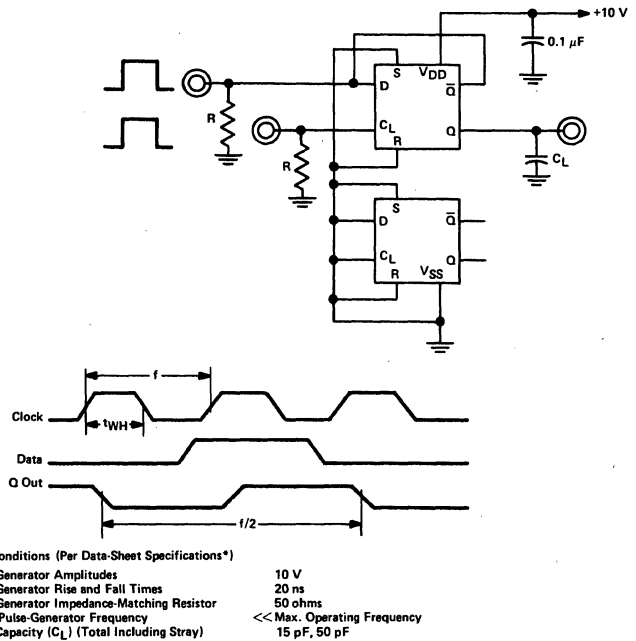 +10 V
0.1 μF
S VDD
D Q̅
R
CL Q
R
R
CL
S
D Q̅
CL Q
R VSS
f
Clock
tWH
Data
Q Out
f/2
onditions (Per Data-Sheet Specifications*)
Generator Amplitudes 10 V
Generator Rise and Fall Times 20 ns
Generator Impedance-Matching Resistor 50 ohms
Pulse-Generator Frequency << Max. Operating Frequency
Capacity (CL) (Total Including Stray) 15 pF, 50 pF